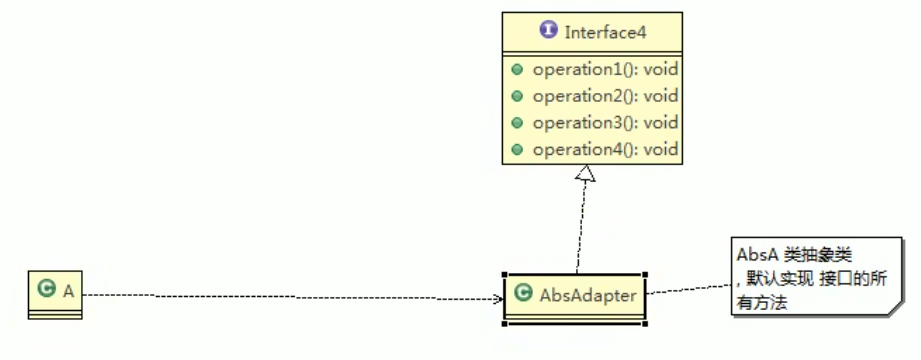 Interface4
operation1(): void
operation2(): void
operation3(): void
operation4(): void
A
AbsAdapter
AbsA 类抽象类
, 默认实现 接口的所
有方法